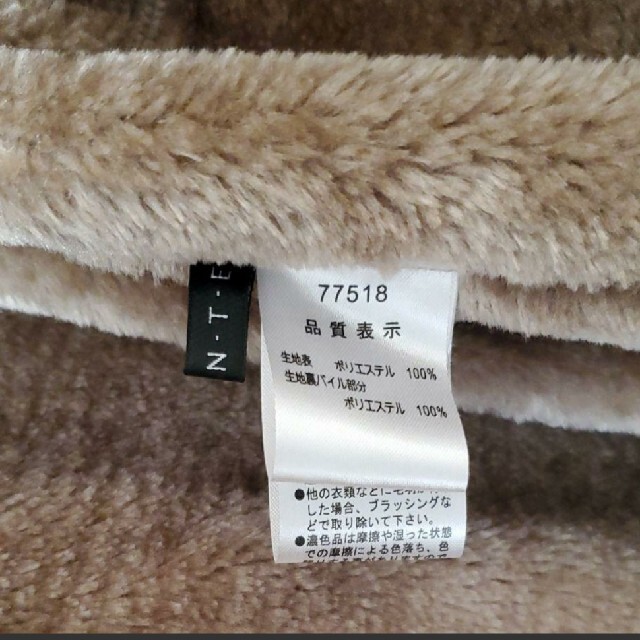 N-T-E
77518
品質表示
生地表 ポリエステル 100%
生地裏パイル部分
ポリエステル 100%
●他の衣類などに毛羽が
した場合、ブラッシングな
どで取り除いて下さい。
●濃色品は摩擦や湿った状態
での摩擦による色落ち、色